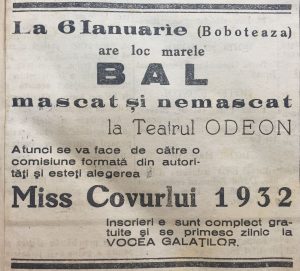 La 6 Ianuarie (Boboteaza)
are loc marele
BAL
mascat și nemascat
la Teatrul ODEON
Atunci se va face de către o
comisiune formată din autori-
tăți și esteți alegerea
Miss Covurlui 1932
Inscrieri e sunt complect gra-
tuite și se primesc zilnic la
VOCEA GALAȚILOR.